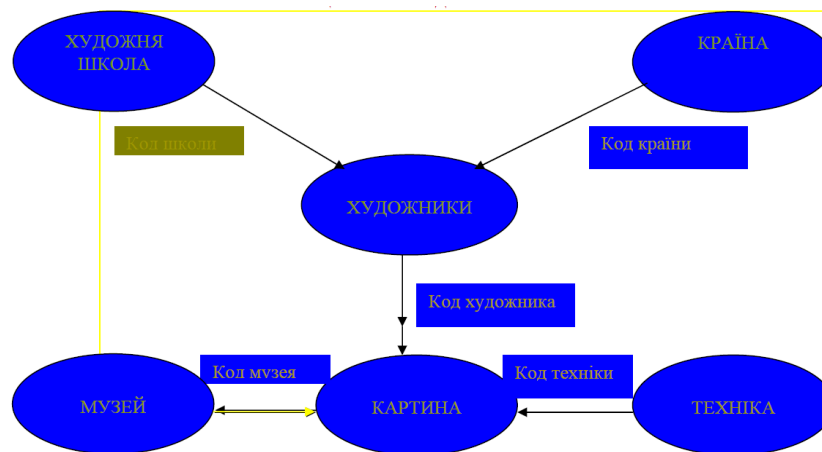 ХУДОЖНЯ
ШКОЛА
КРАЇНА
Код школи
Код країни
ХУДОЖНИКИ
Код художника
Код музея
Код техніки
МУЗЕЙ
КАРТИНА
ТЕХНІКА